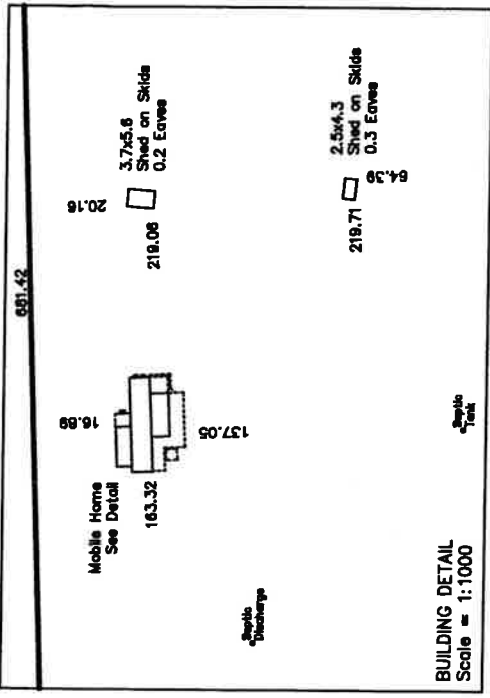 681.42
16.89
Mobile Home
See Detail
163.32
137.05
20.16
3.7x5.6
Shed on Skids
0.2 Eaves
219.06
2.5x4.3
Shed on Skids
0.3 Eaves
219.71
64.39
Septic
Discharge
Septic
Tank
BUILDING DETAIL
Scale = 1:1000